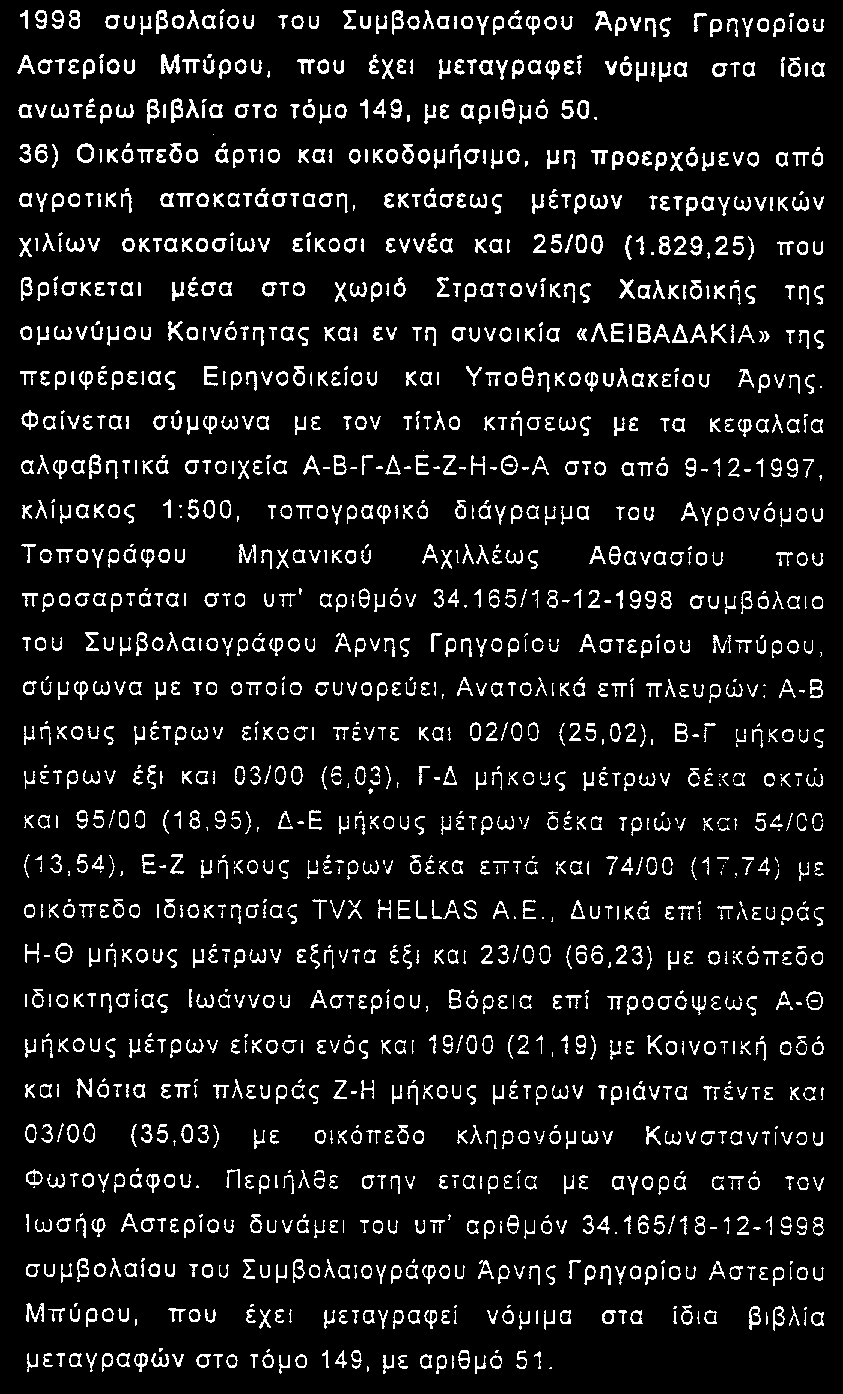 1998 συμβολαίου του Συμβολαιογράφου Άρνης Γρηγορίου
Αστερίου Μπύρου, που έχει μεταγραφεί νόμιμα στα ίδια
ανωτέρω βιβλία στο τόμο 149, με αριθμό 50.
36) Οικόπεδο άρτιο και οικοδομήσιμο, μη προερχόμενο από
αγροτική αποκατάσταση, εκτάσεως μέτρων τετραγωνικών
χιλίων οκτακοσίων είκοσι εννέα και 25/00 (1.829,25) που
βρίσκεται μέσα στο χωριό Στρατονίκης Χαλκιδικής της
ομωνύμου Κοινότητας και εν τη συνοικία «ΛΕΙΒΑΔΑΚΙΑ» της
περιφέρειας Ειρηνοδικείου και Υποθηκοφυλακείου Άρνης.
Φαίνεται σύμφωνα με τον τίτλο κτήσεως με τα κεφαλαία
αλφαβητικά στοιχεία Α-Β-Γ-Δ-Ε-Ζ-Η-Θ-Α στο από 9-12-1997,
κλίμακος 1:500, τοπογραφικό διάγραμμα του Αγρονόμου
Τοπογράφου Μηχανικού Αχιλλέως Αθανασίου που
προσαρτάται στο υπ' αριθμόν 34.165/18-12-1998 συμβόλαιο
του Συμβολαιογράφου Άρνης Γρηγορίου Αστερίου Μπύρου,
σύμφωνα με το οποίο συνορεύει, Ανατολικά επί πλευρών: Α-Β
μήκους μέτρων είκοσι πέντε και 02/00 (25,02), Β-Γ μήκους
μέτρων έξι και 03/00 (6,03), Γ-Δ μήκους μέτρων δέκα οκτώ
και 95/00 (18,95), Δ-Ε μήκους μέτρων δέκα τριών και 54/00
(13,54), Ε-Ζ μήκους μέτρων δέκα επτά και 74/00 (17,74) με
οικόπεδο ιδιοκτησίας TVX HELLAS A.E., Δυτικά επί πλευράς
Η-Θ μήκους μέτρων εξήντα έξι και 23/00 (66,23) με οικόπεδο
ιδιοκτησίας Ιωάννου Αστερίου, Βόρεια επί προσόψεως Α-Θ
μήκους μέτρων είκοσι ενός και 19/00 (21,19) με Κοινοτική οδό
και Νότια επί πλευράς Ζ-Η μήκους μέτρων τριάντα πέντε και
03/00 (35,03) με οικόπεδο κληρονόμων Κωνσταντίνου
Φωτογράφου. Περιήλθε στην εταιρεία με αγορά από τον
Ιωσήφ Αστερίου δυνάμει του υπ' αριθμόν 34.165/18-12-1998
συμβολαίου του Συμβολαιογράφου Άρνης Γρηγορίου Αστερίου
Μπύρου, που έχει μεταγραφεί νόμιμα στα ίδια βιβλία
μεταγραφών στο τόμο 149, με αριθμό 51.